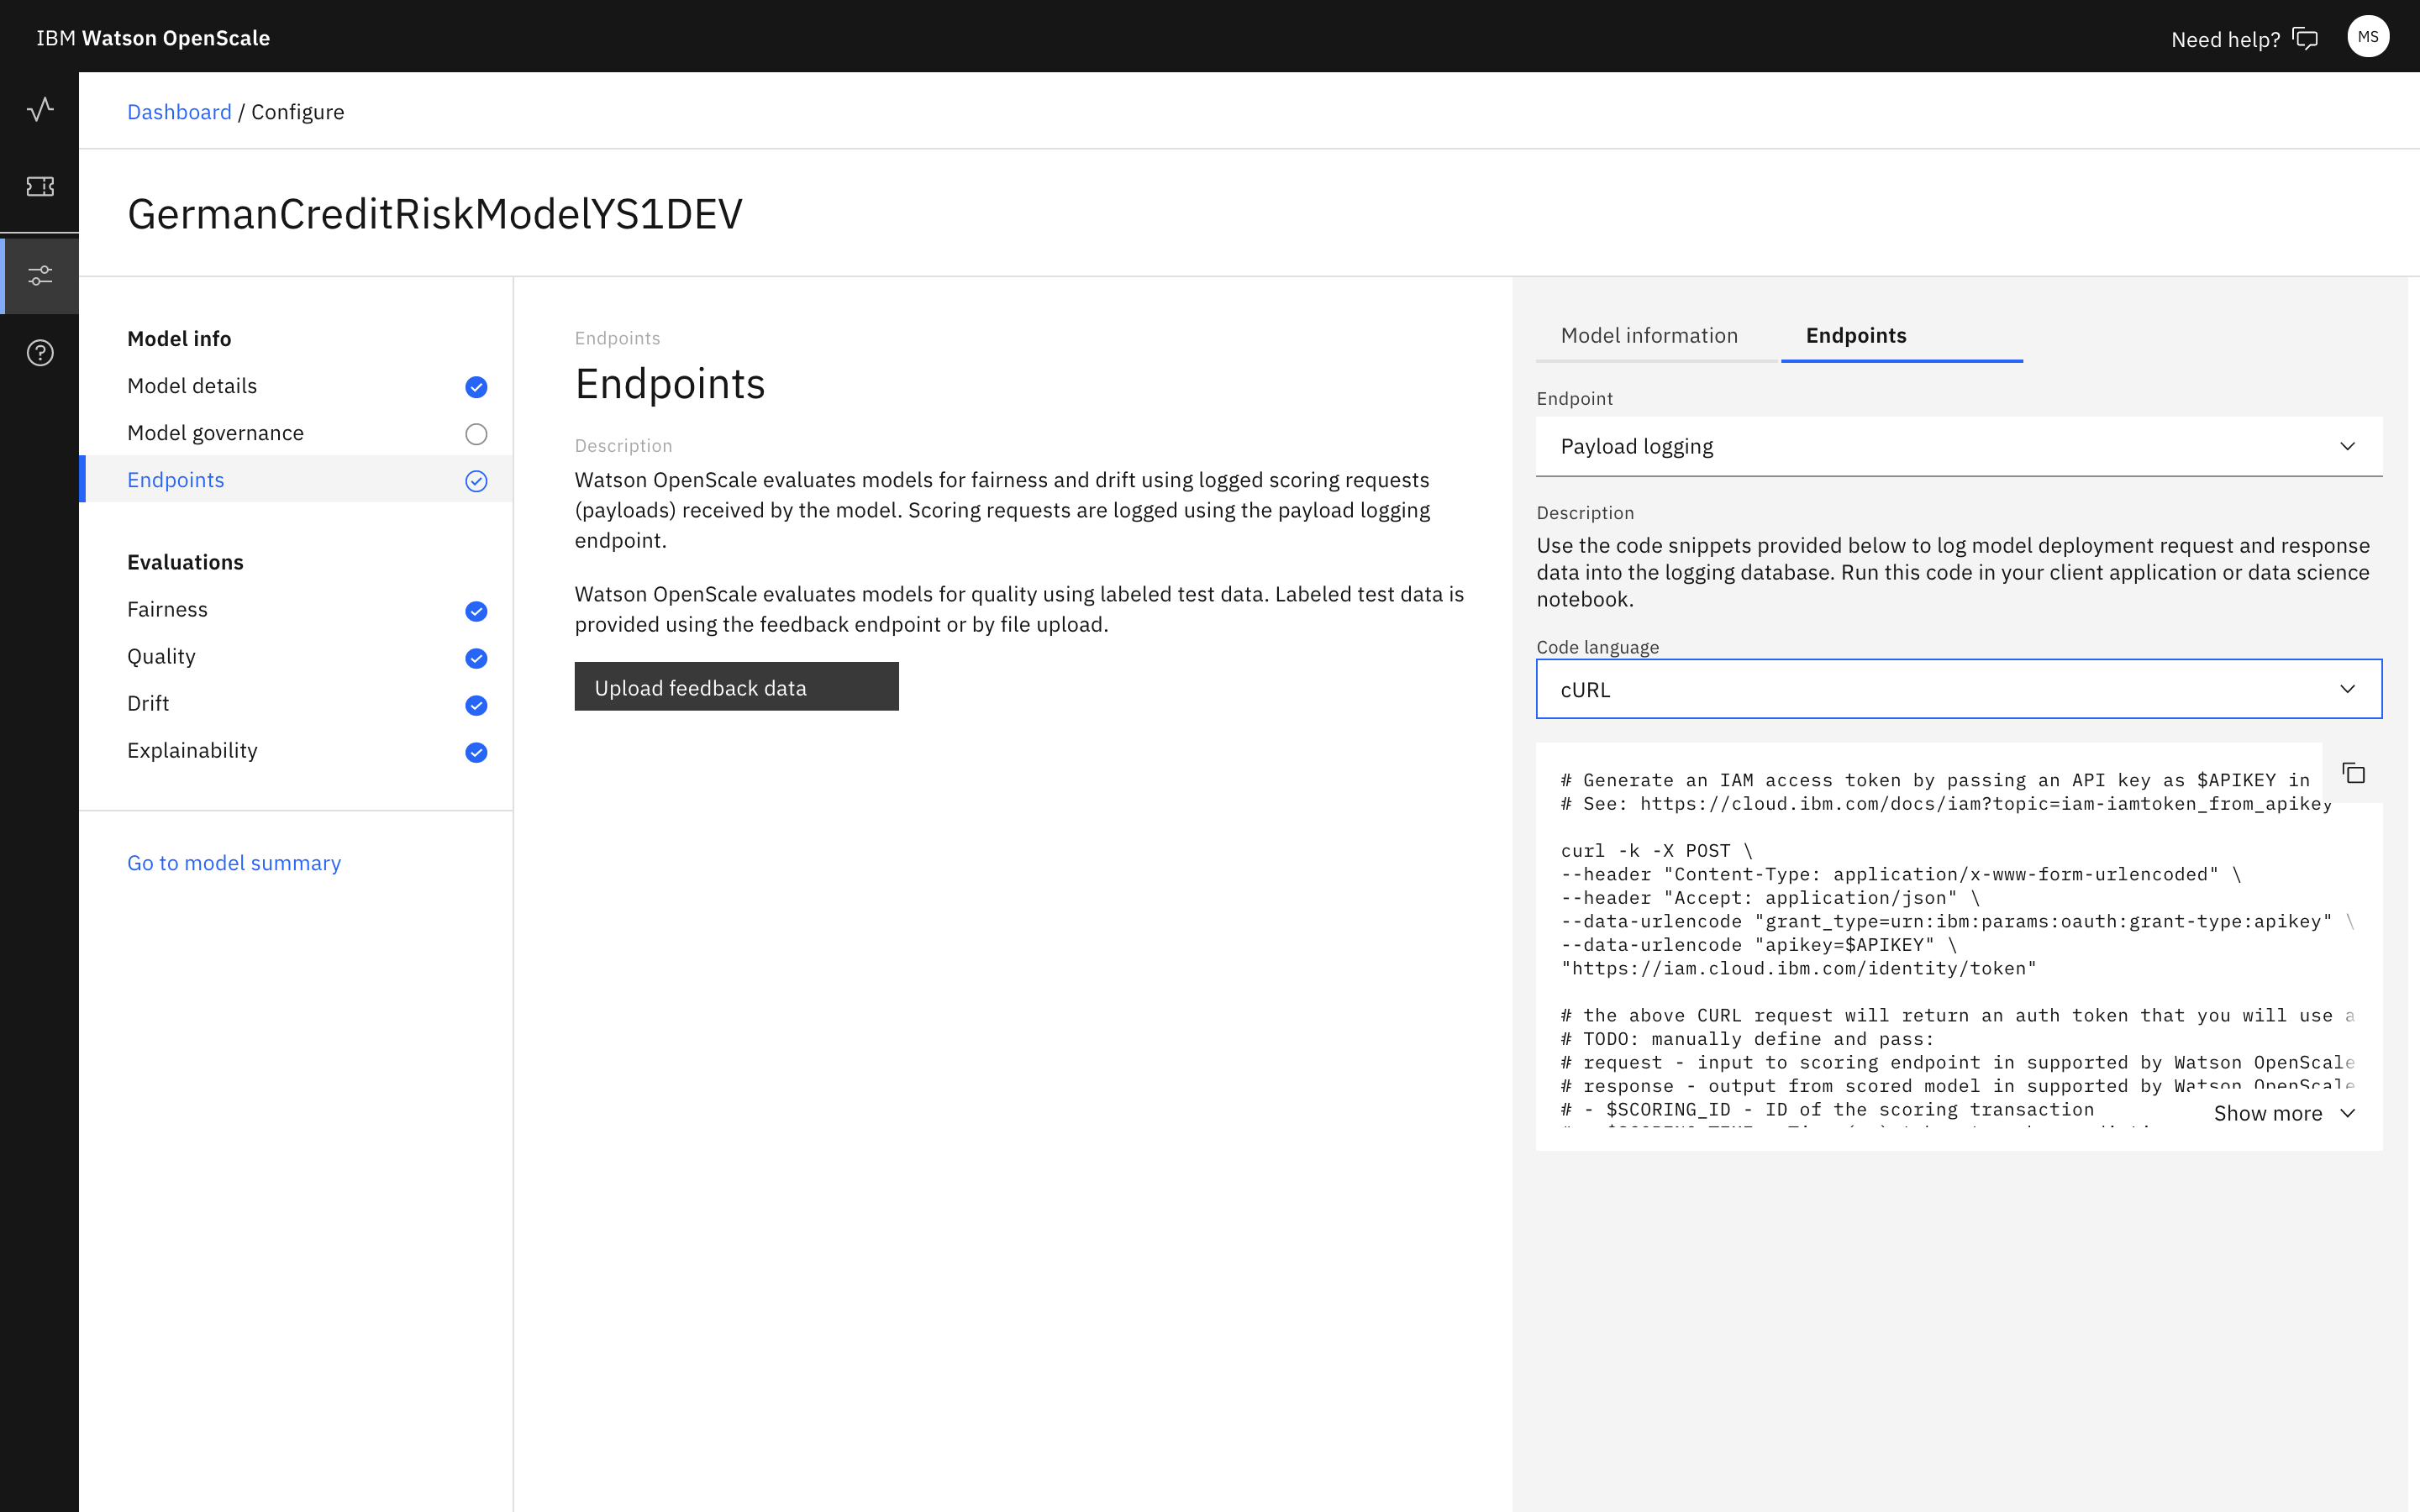 IBM Watson OpenScale
Need help?
MS
Dashboard / Configure
GermanCreditRiskModelYS1DEV
Model info
Model details
Model governance
Endpoints
Evaluations
Fairness
Quality
Drift
Explainability
Go to model summary
Endpoints
Endpoints
Description
Watson OpenScale evaluates models for fairness and drift using logged scoring requests
(payloads) received by the model. Scoring requests are logged using the payload logging
endpoint.
Watson OpenScale evaluates models for quality using labeled test data. Labeled test data is
provided using the feedback endpoint or by file upload.
Upload feedback data
Model information
Endpoints
Endpoint
Payload logging
Description
Use the code snippets provided below to log model deployment request and response
data into the logging database. Run this code in your client application or data science
notebook.
Code language
cURL
# Generate an IAM access token by passing an API key as $APIKEY in
# See: https://cloud.ibm.com/docs/iam?topic=iam-iamtoken_from_apikey
curl -k -X POST \
--header "Content-Type: application/x-www-form-urlencoded" \
--header "Accept: application/json" \
--data-urlencode "grant_type=urn:ibm:params:oauth:grant-type:apikey" \
--data-urlencode "apikey=$APIKEY" \
"https://iam.cloud.ibm.com/identity/token"
# the above CURL request will return an auth token that you will use a
# TODO: manually define and pass:
# request - input to scoring endpoint in supported by Watson OpenScale
# response - output from scored model in supported by Watson OpenScale
# - $SCORING_ID - ID of the scoring transaction
Show more